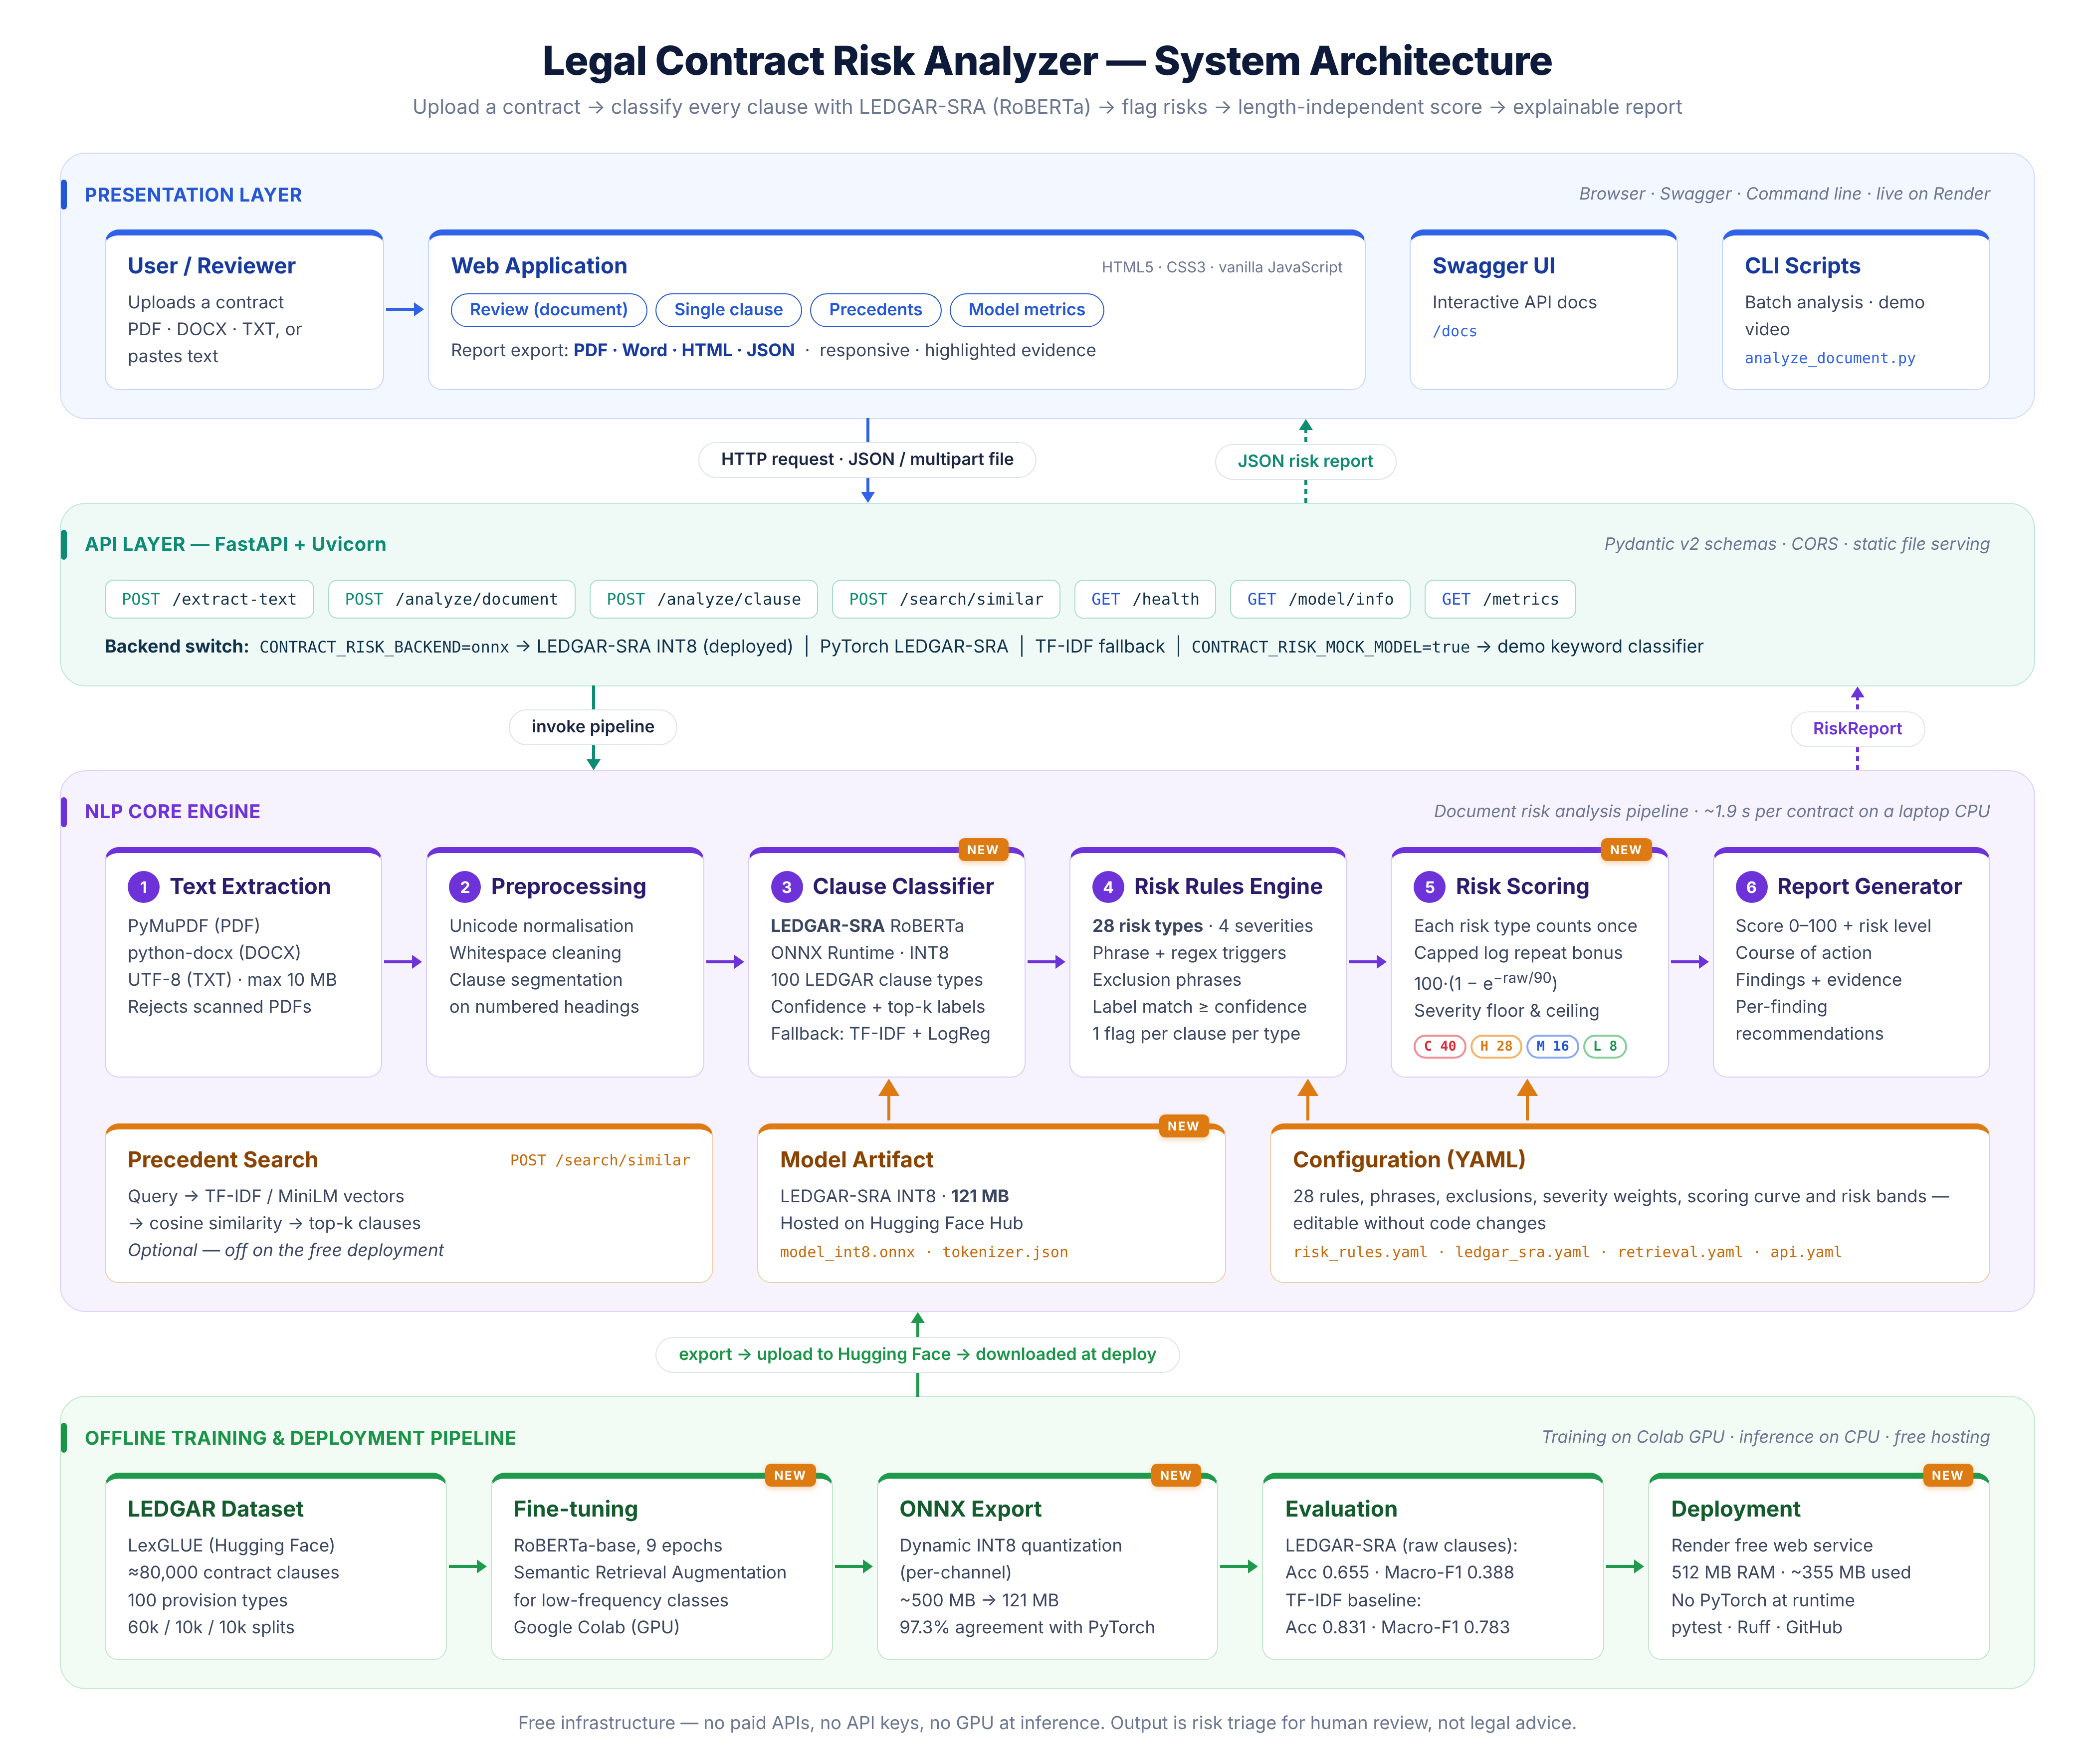 Legal Contract Risk Analyzer — System Architecture
Upload a contract → classify every clause with LEDGAR-SRA (RoBERTa) → flag risks → length-independent score → explainable report
PRESENTATION LAYER
Browser · Swagger · Command line · live on Render
User / Reviewer
Uploads a contract
PDF · DOCX · TXT, or
pastes text
Web Application
HTML5 · CSS3 · vanilla JavaScript
Review (document)
Single clause
Precedents
Model metrics
Report export: PDF · Word · HTML · JSON · responsive · highlighted evidence
Swagger UI
Interactive API docs
/docs
CLI Scripts
Batch analysis · demo
video
analyze_document.py
HTTP request · JSON / multipart file
JSON risk report
API LAYER — FastAPI + Uvicorn
Pydantic v2 schemas · CORS · static file serving
POST /extract-text
POST /analyze/document
POST /analyze/clause
POST /search/similar
GET /health
GET /model/info
GET /metrics
Backend switch: CONTRACT_RISK_BACKEND=onnx → LEDGAR-SRA INT8 (deployed) | PyTorch LEDGAR-SRA | TF-IDF fallback | CONTRACT_RISK_MOCK_MODEL=true → demo keyword classifier
invoke pipeline
RiskReport
NLP CORE ENGINE
Document risk analysis pipeline · ~1.9 s per contract on a laptop CPU
1 Text Extraction
PyMuPDF (PDF)
python-docx (DOCX)
UTF-8 (TXT) · max 10 MB
Rejects scanned PDFs
2 Preprocessing
Unicode normalisation
Whitespace cleaning
Clause segmentation
on numbered headings
NEW
3 Clause Classifier
LEDGAR-SRA RoBERTa
ONNX Runtime · INT8
100 LEDGAR clause types
Confidence + top-k labels
Fallback: TF-IDF + LogReg
4 Risk Rules Engine
28 risk types · 4 severities
Phrase + regex triggers
Exclusion phrases
Label match ≥ confidence
1 flag per clause per type
NEW
5 Risk Scoring
Each risk type counts once
Capped log repeat bonus
100·(1 − e−raw/90)
Severity floor & ceiling
C 40 H 28 M 16 L 8
6 Report Generator
Score 0–100 + risk level
Course of action
Findings + evidence
Per-finding
recommendations
Precedent Search
POST /search/similar
Query → TF-IDF / MiniLM vectors
→ cosine similarity → top-k clauses
Optional — off on the free deployment
NEW
Model Artifact
LEDGAR-SRA INT8 · 121 MB
Hosted on Hugging Face Hub
model_int8.onnx · tokenizer.json
Configuration (YAML)
28 rules, phrases, exclusions, severity weights, scoring curve and risk bands —
editable without code changes
risk_rules.yaml · ledgar_sra.yaml · retrieval.yaml · api.yaml
export → upload to Hugging Face → downloaded at deploy
OFFLINE TRAINING & DEPLOYMENT PIPELINE
Training on Colab GPU · inference on CPU · free hosting
LEDGAR Dataset
LexGLUE (Hugging Face)
≈80,000 contract clauses
100 provision types
60k / 10k / 10k splits
NEW
Fine-tuning
RoBERTa-base, 9 epochs
Semantic Retrieval Augmentation
for low-frequency classes
Google Colab (GPU)
NEW
ONNX Export
Dynamic INT8 quantization
(per-channel)
~500 MB → 121 MB
97.3% agreement with PyTorch
Evaluation
LEDGAR-SRA (raw clauses):
Acc 0.655 · Macro-F1 0.388
TF-IDF baseline:
Acc 0.831 · Macro-F1 0.783
NEW
Deployment
Render free web service
512 MB RAM · ~355 MB used
No PyTorch at runtime
pytest · Ruff · GitHub
Free infrastructure — no paid APIs, no API keys, no GPU at inference. Output is risk triage for human review, not legal advice.